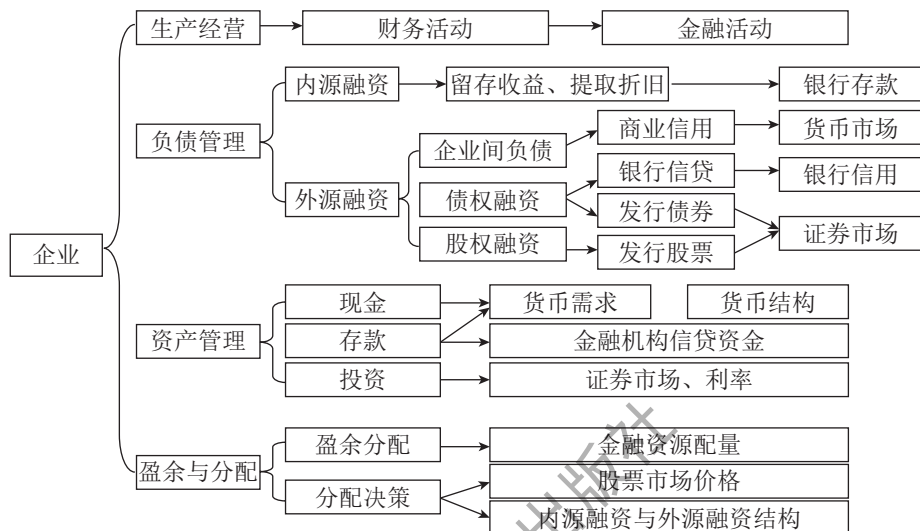 生产经营 财务活动 金融活动
内源融资 留存收益、提取折旧 银行存款
负债管理
企业间负债 商业信用 货币市场
外源融资 债权融资 银行信贷 银行信用
发行债券
股权融资 发行股票 证券市场
企业
现金 货币需求 货币结构
资产管理 存款 金融机构信贷资金
投资 证券市场、利率
盈余分配 金融资源配量
盈余与分配
分配决策 股票市场价格
内源融资与外源融资结构
出版社